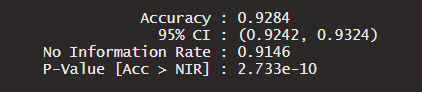 Accuracy : 0.9284
95% CI : (0.9242, 0.9324)
No Information Rate : 0.9146
P-Value [Acc > NIR] : 2.733e-10